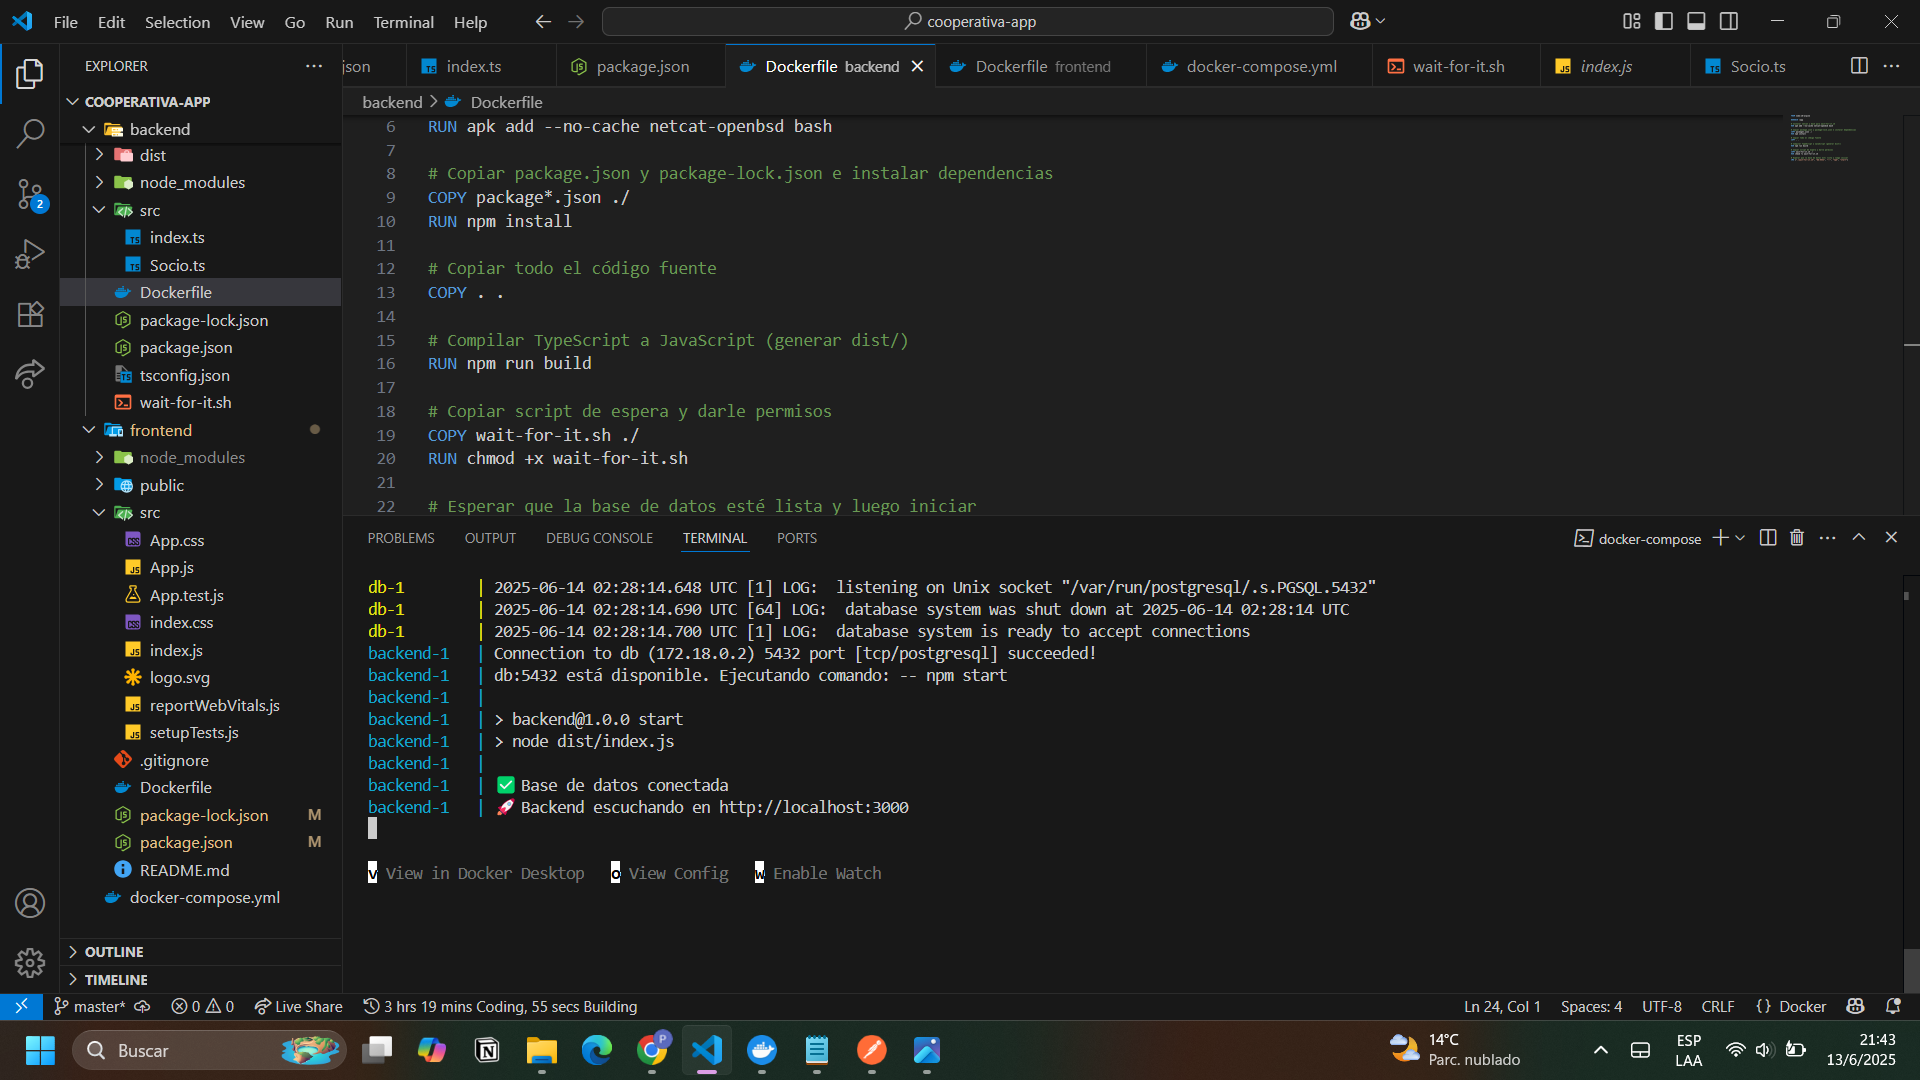 File Edit Selection View Go Run Terminal Help
cooperativa-app
EXPLORER
json
index.ts
package.json
Dockerfile backend
Dockerfile frontend
docker-compose.yml
wait-for-it.sh
index.js
Socio.ts
COOPERATIVA-APP
backend
dist
node_modules
src
index.ts
Socio.ts
Dockerfile
package-lock.json
package.json
tsconfig.json
wait-for-it.sh
frontend
node_modules
public
src
App.css
App.js
App.test.js
index.css
index.js
logo.svg
reportWebVitals.js
setupTests.js
.gitignore
Dockerfile
package-lock.json M
package.json M
README.md
docker-compose.yml
OUTLINE
TIMELINE
2
backend > Dockerfile
6 RUN apk add --no-cache netcat-openbsd bash
7
8 # Copiar package.json y package-lock.json e instalar dependencias
9 COPY package*.json ./
10 RUN npm install
11
12 # Copiar todo el código fuente
13 COPY . .
14
15 # Compilar TypeScript a JavaScript (generar dist/)
16 RUN npm run build
17
18 # Copiar script de espera y darle permisos
19 COPY wait-for-it.sh ./
20 RUN chmod +x wait-for-it.sh
21
22 # Esperar que la base de datos esté lista y luego iniciar
PROBLEMS OUTPUT DEBUG CONSOLE TERMINAL PORTS
docker-compose
db-1 | 2025-06-14 02:28:14.648 UTC [1] LOG: listening on Unix socket "/var/run/postgresql/.s.PGSQL.5432"
db-1 | 2025-06-14 02:28:14.690 UTC [64] LOG: database system was shut down at 2025-06-14 02:28:14 UTC
db-1 | 2025-06-14 02:28:14.700 UTC [1] LOG: database system is ready to accept connections
backend-1 | Connection to db (172.18.0.2) 5432 port [tcp/postgresql] succeeded!
backend-1 | db:5432 está disponible. Ejecutando comando: -- npm start
backend-1 |
backend-1 | > backend@1.0.0 start
backend-1 | > node dist/index.js
backend-1 |
backend-1 | ✅ Base de datos conectada
backend-1 | 🚀 Backend escuchando en http://localhost:3000
v View in Docker Desktop o View Config w Enable Watch
master* 0 0 Live Share 3 hrs 19 mins Coding, 55 secs Building
Ln 24, Col 1 Spaces: 4 UTF-8 CRLF {} Docker
Buscar
P
14°C
Parc. nublado
ESP
LAA
21:43
13/6/2025